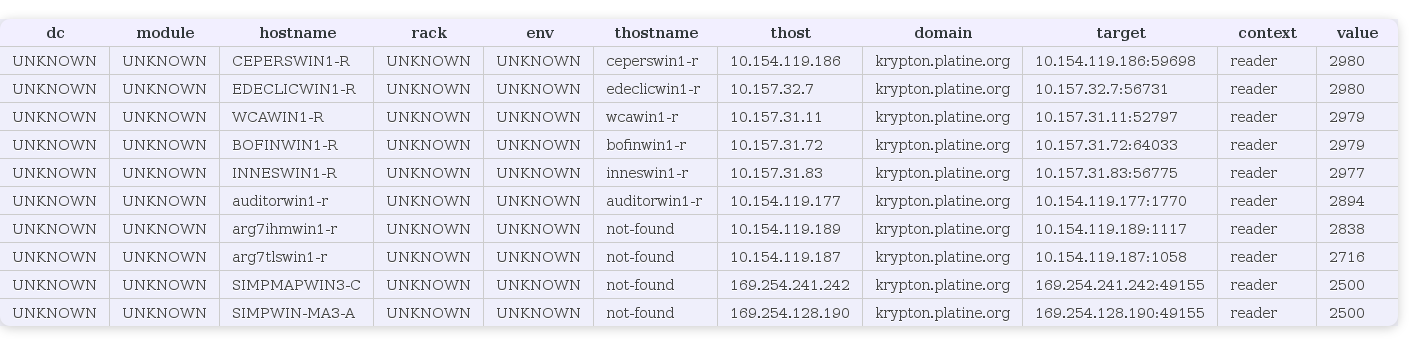 dc module hostname rack env thostname thost domain target context value
UNKNOWN UNKNOWN CEPERSWIN1-R UNKNOWN UNKNOWN ceperswin1-r 10.154.119.186 krypton.platine.org 10.154.119.186:59698 reader 2980
UNKNOWN UNKNOWN EDECLICWIN1-R UNKNOWN UNKNOWN edeclicwin1-r 10.157.32.7 krypton.platine.org 10.157.32.7:56731 reader 2980
UNKNOWN UNKNOWN WCAWIN1-R UNKNOWN UNKNOWN wcawin1-r 10.157.31.11 krypton.platine.org 10.157.31.11:52797 reader 2979
UNKNOWN UNKNOWN BOFINWIN1-R UNKNOWN UNKNOWN bofinwin1-r 10.157.31.72 krypton.platine.org 10.157.31.72:64033 reader 2979
UNKNOWN UNKNOWN INNESWIN1-R UNKNOWN UNKNOWN inneswin1-r 10.157.31.83 krypton.platine.org 10.157.31.83:56775 reader 2977
UNKNOWN UNKNOWN auditorwin1-r UNKNOWN UNKNOWN auditorwin1-r 10.154.119.177 krypton.platine.org 10.154.119.177:1770 reader 2894
UNKNOWN UNKNOWN arg7ihmwin1-r UNKNOWN UNKNOWN not-found 10.154.119.189 krypton.platine.org 10.154.119.189:1117 reader 2838
UNKNOWN UNKNOWN arg7tlswin1-r UNKNOWN UNKNOWN not-found 10.154.119.187 krypton.platine.org 10.154.119.187:1058 reader 2716
UNKNOWN UNKNOWN SIMPMAPWIN3-C UNKNOWN UNKNOWN not-found 169.254.241.242 krypton.platine.org 169.254.241.242:49155 reader 2500
UNKNOWN UNKNOWN SIMPWIN-MA3-A UNKNOWN UNKNOWN not-found 169.254.128.190 krypton.platine.org 169.254.128.190:49155 reader 2500